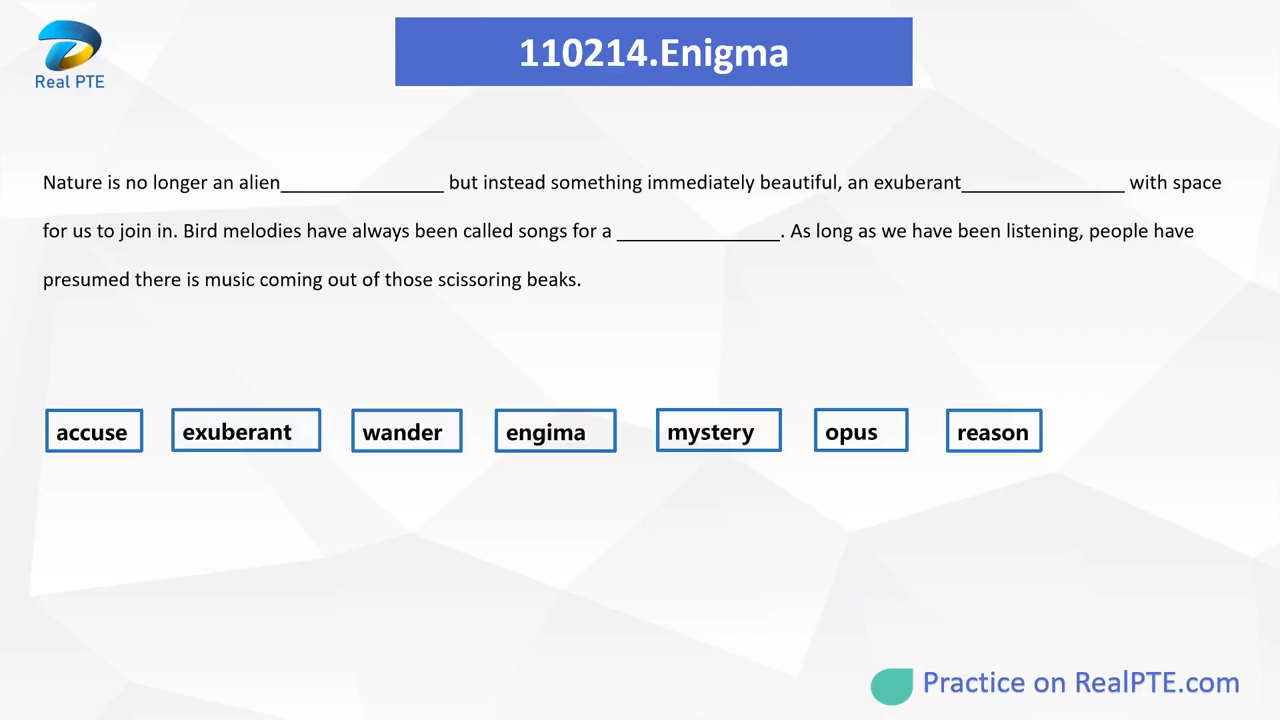 Real PTE
110214.Enigma
Nature is no longer an alien_______________ but instead something immediately beautiful, an exuberant_______________ with space
for us to join in. Bird melodies have always been called songs for a _______________. As long as we have been listening, people have
presumed there is music coming out of those scissoring beaks.
accuse exuberant wander engima mystery opus reason
Practice on RealPTE.com